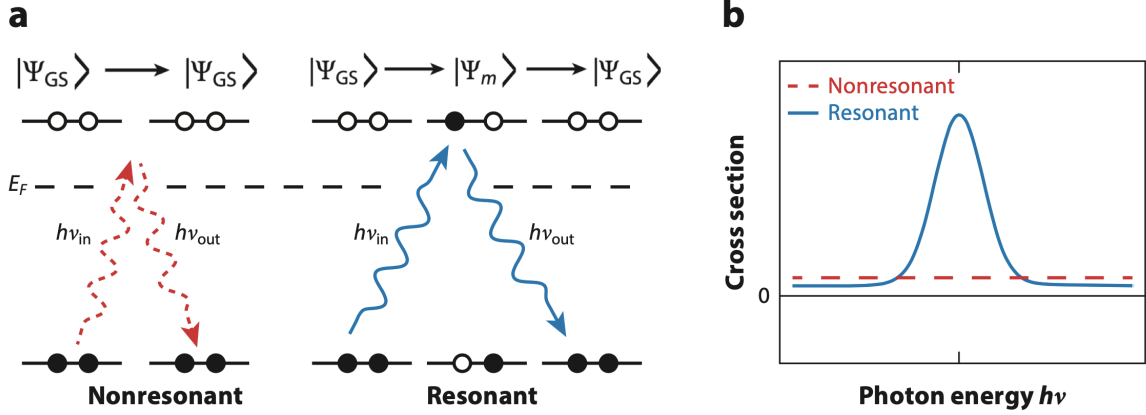 a
|Ψ_GS⟩ → |Ψ_GS⟩
|Ψ_GS⟩ → |Ψ_m⟩ → |Ψ_GS⟩
E_F
hν_in
hν_out
hν_in
hν_out
Nonresonant
Resonant
b
Nonresonant
Resonant
Cross section
0
Photon energy hν